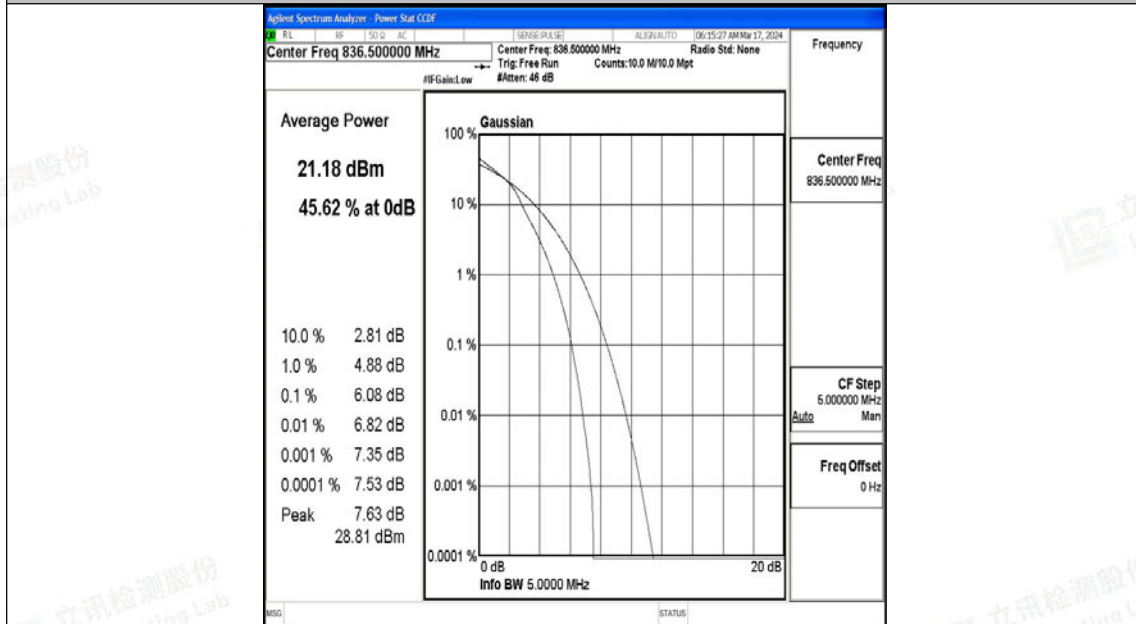 Agilent Spectrum Analyzer - Power Stat CCDF
RL RF 50 Ω AC SENSE:PULSE ALIGN AUTO 06:15:27 AM Mar 17, 2024
Center Freq 836.500000 MHz
Center Freq: 836.500000 MHz Radio Std: None
Trig: Free Run Counts:10.0 M/10.0 Mpt
#IFGain:Low #Atten: 46 dB
Frequency
Average Power
21.18 dBm
45.62 % at 0dB
10.0 % 2.81 dB
1.0 % 4.88 dB
0.1 % 6.08 dB
0.01 % 6.82 dB
0.001 % 7.35 dB
0.0001 % 7.53 dB
Peak 7.63 dB
28.81 dBm
Gaussian
100 %
10 %
1 %
0.1 %
0.01 %
0.001 %
0.0001 %
0 dB 20 dB
Info BW 5.0000 MHz
Center Freq
836.500000 MHz
CF Step
5.000000 MHz
Auto Man
Freq Offset
0 Hz
MSG STATUS
立讯检测股份